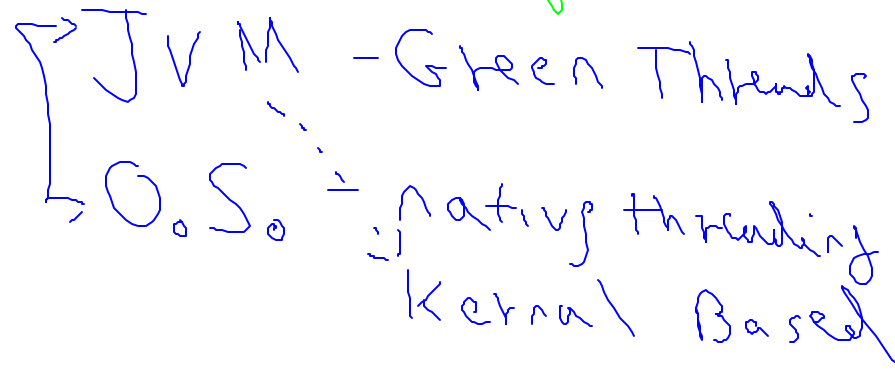 JVM - Green Threads
O.S. - native threading
Kernal Based